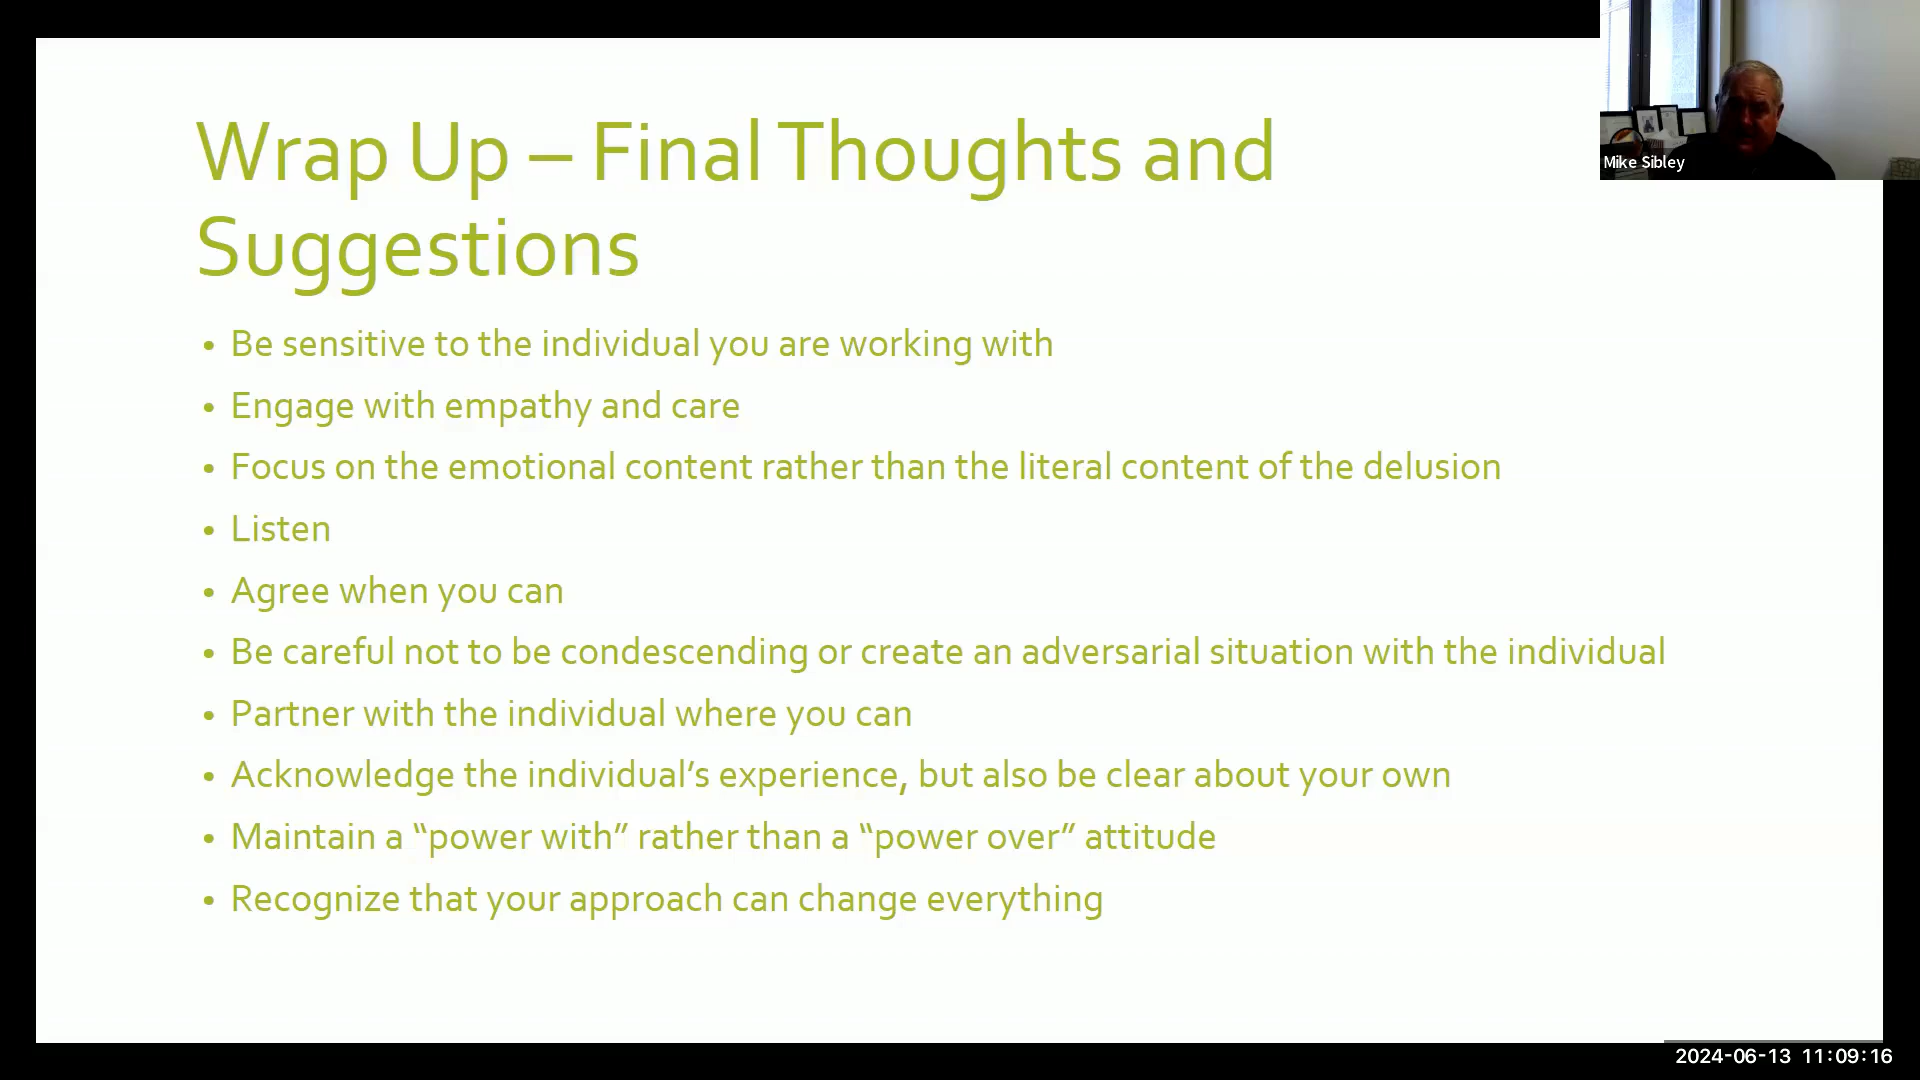 Wrap Up – Final Thoughts and
Suggestions
• Be sensitive to the individual you are working with
• Engage with empathy and care
• Focus on the emotional content rather than the literal content of the delusion
• Listen
• Agree when you can
• Be careful not to be condescending or create an adversarial situation with the individual
• Partner with the individual where you can
• Acknowledge the individual’s experience, but also be clear about your own
• Maintain a “power with” rather than a “power over” attitude
• Recognize that your approach can change everything
Mike Sibley
2024-06-13 11:09:16